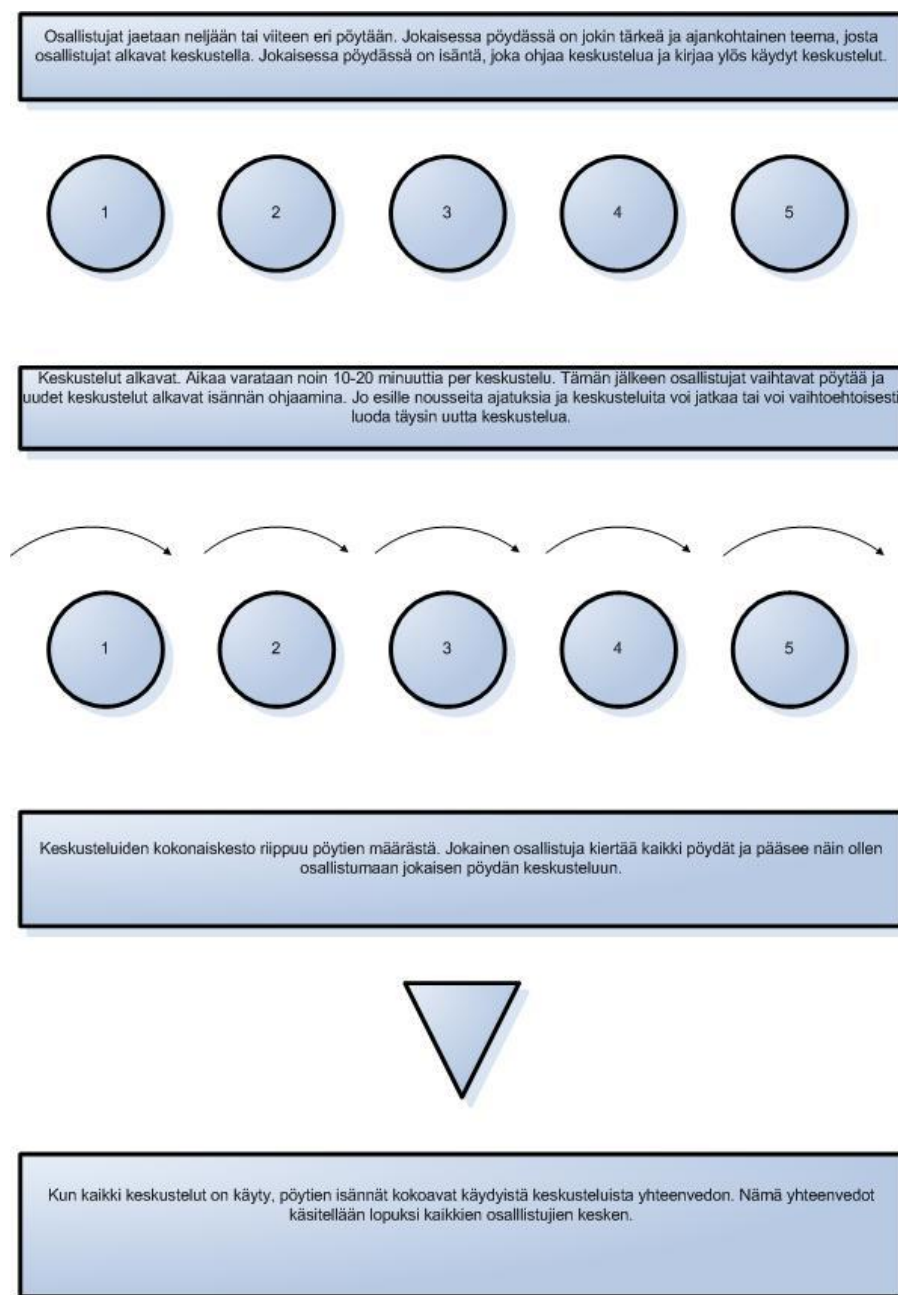 Osallistujat jaetaan neljään tai viiteen eri pöytään. Jokaisessa pöydässä on jokin tärkeä ja ajankohtainen teema, josta
osallistujat alkavat keskustella. Jokaisessa pöydässä on isäntä, joka ohjaa keskustelua ja kirjaa ylös käydyt keskustelut.
1 2 3 4 5
Keskustelut alkavat. Aikaa varataan noin 10-20 minuuttia per keskustelu. Tämän jälkeen osallistujat vaihtavat pöytää ja
uudet keskustelut alkavat isännän ohjaamina. Jo esille nousseita ajatuksia ja keskusteluita voi jatkaa tai voi vaihtoehtoisesti
luoda täysin uutta keskustelua.
1 2 3 4 5
Keskusteluiden kokonaiskesto riippuu pöytien määrästä. Jokainen osallistuja kiertää kaikki pöydät ja pääsee näin ollen
osallistumaan jokaisen pöydän keskusteluun.
Kun kaikki keskustelut on käyty, pöytien isännät kokoavat käydyistä keskusteluista yhteenvedon. Nämä yhteenvedot
käsitellään lopuksi kaikkien osalllistujien kesken.